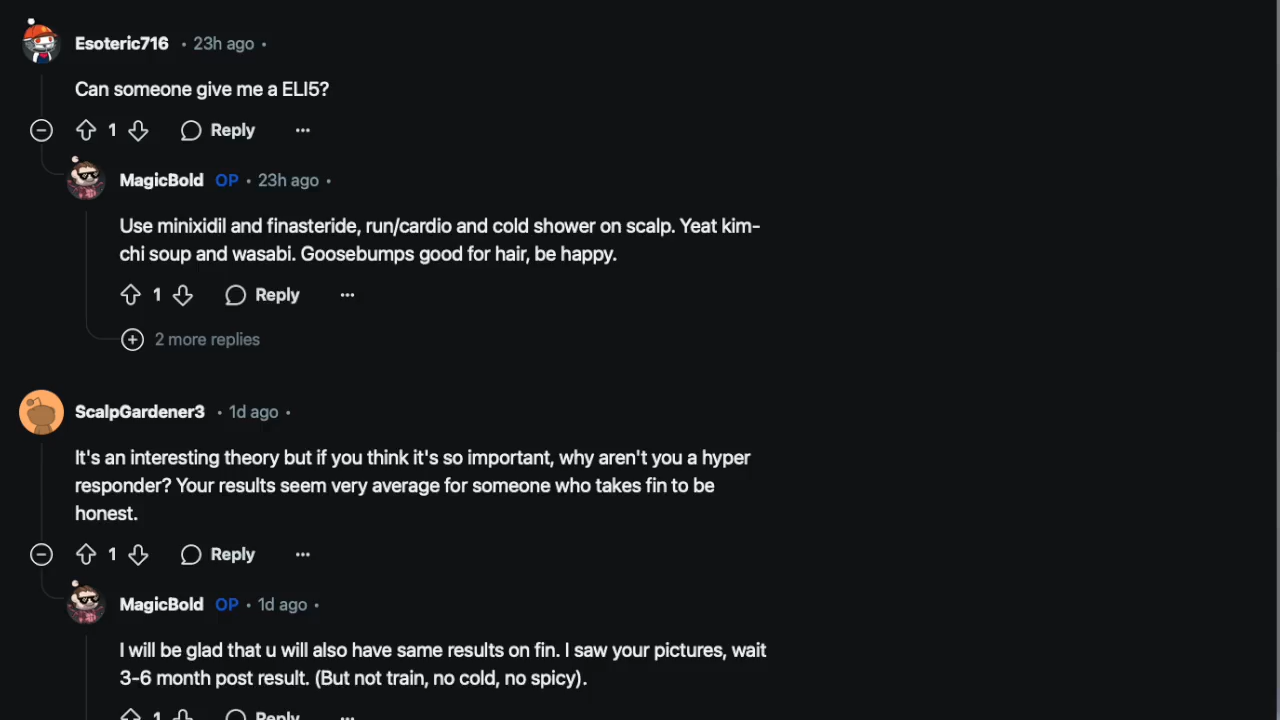 Esoteric716 • 23h ago •
Can someone give me a ELI5?
1 Reply ...
MagicBold OP • 23h ago •
Use minixidil and finasteride, run/cardio and cold shower on scalp. Yeat kim-
chi soup and wasabi. Goosebumps good for hair, be happy.
1 Reply ...
2 more replies
ScalpGardener3 • 1d ago •
It's an interesting theory but if you think it's so important, why aren't you a hyper
responder? Your results seem very average for someone who takes fin to be
honest.
1 Reply ...
MagicBold OP • 1d ago •
I will be glad that u will also have same results on fin. I saw your pictures, wait
3-6 month post result. (But not train, no cold, no spicy).
1 Reply ...